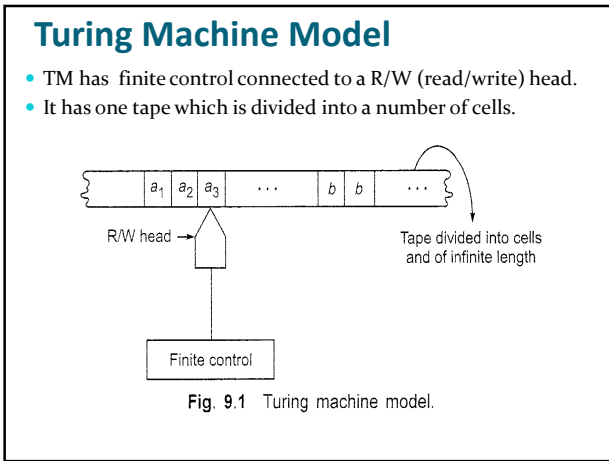 Turing Machine Model
• TM has finite control connected to a R/W (read/write) head.
• It has one tape which is divided into a number of cells.
a1 a2 a3 ... b b ...
R/W head
Tape divided into cells
and of infinite length
Finite control
Fig. 9.1 Turing machine model.